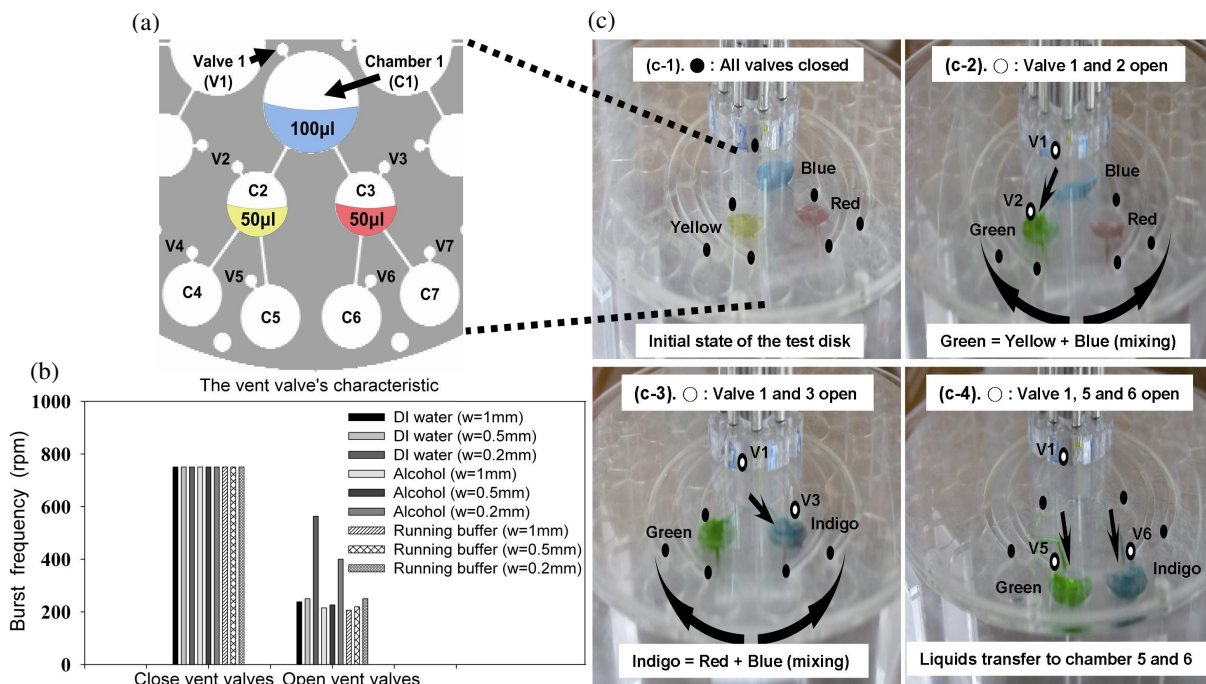 (a)
Valve 1
(V1)
Chamber 1
(C1)
100µl
V2
V3
C2
C3
50µl
50µl
V4
V7
V5
V6
C4
C5
C6
C7
(b)
The vent valve's characteristic
Burst frequency (rpm)
1000
800
600
400
200
0
DI water (w=1mm)
DI water (w=0.5mm)
DI water (w=0.2mm)
Alcohol (w=1mm)
Alcohol (w=0.5mm)
Alcohol (w=0.2mm)
Running buffer (w=1mm)
Running buffer (w=0.5mm)
Running buffer (w=0.2mm)
Close vent valves
Open vent valves
(c)
(c-1). ● : All valves closed
Blue
Red
Yellow
Initial state of the test disk
(c-2). ○ : Valve 1 and 2 open
V1
Blue
V2
Green
Red
Green = Yellow + Blue (mixing)
(c-3). ○ : Valve 1 and 3 open
V1
V3
Green
Indigo
Indigo = Red + Blue (mixing)
(c-4). ○ : Valve 1, 5 and 6 open
V1
V5
V6
Green
Indigo
Liquids transfer to chamber 5 and 6